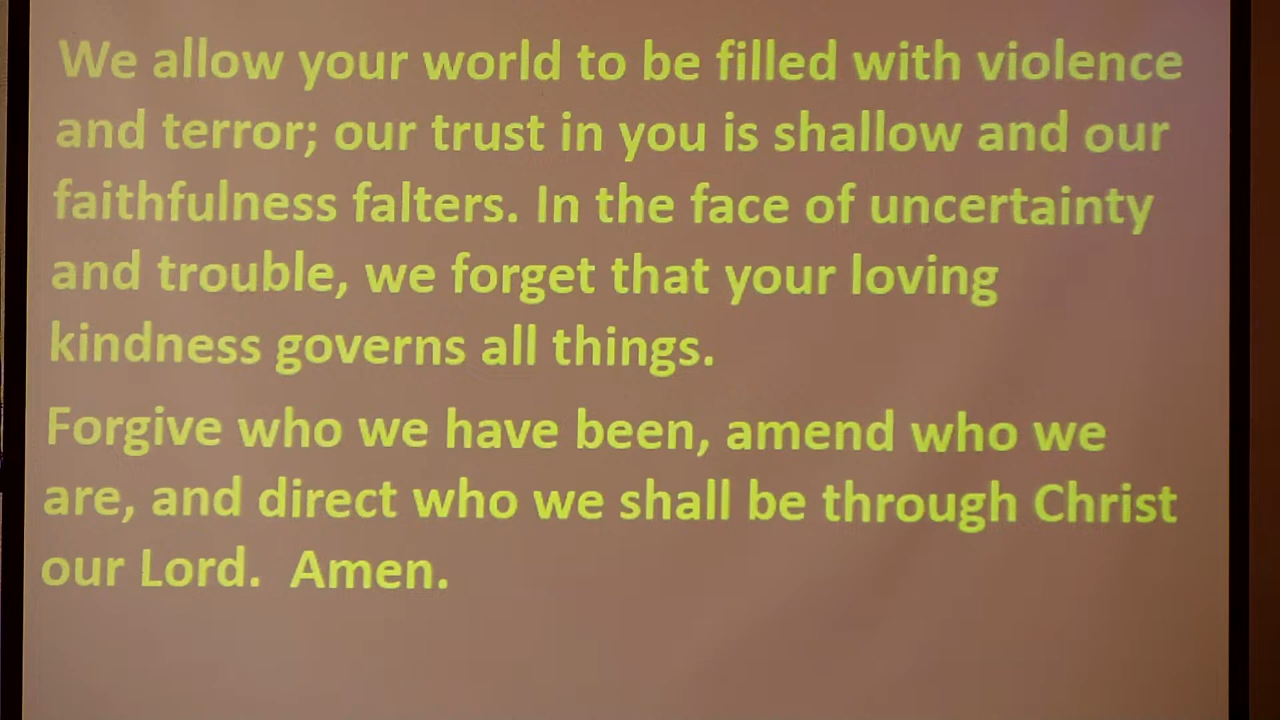 We allow your world to be filled with violence
and terror; our trust in you is shallow and our
faithfulness falters. In the face of uncertainty
and trouble, we forget that your loving
kindness governs all things.
Forgive who we have been, amend who we
are, and direct who we shall be through Christ
our Lord.  Amen.